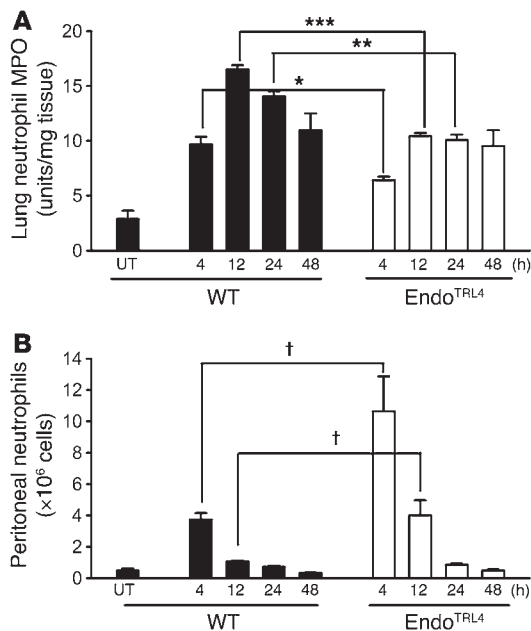 A
Lung neutrophil MPO
(units/mg tissue)
20
15
10
5
0
***
**
*
UT 4 12 24 48 4 12 24 48 (h)
WT Endo^TRL4
B
Peritoneal neutrophils
(×10⁶ cells)
14
12
10
8
6
4
2
0
†
†
UT 4 12 24 48 4 12 24 48 (h)
WT Endo^TRL4